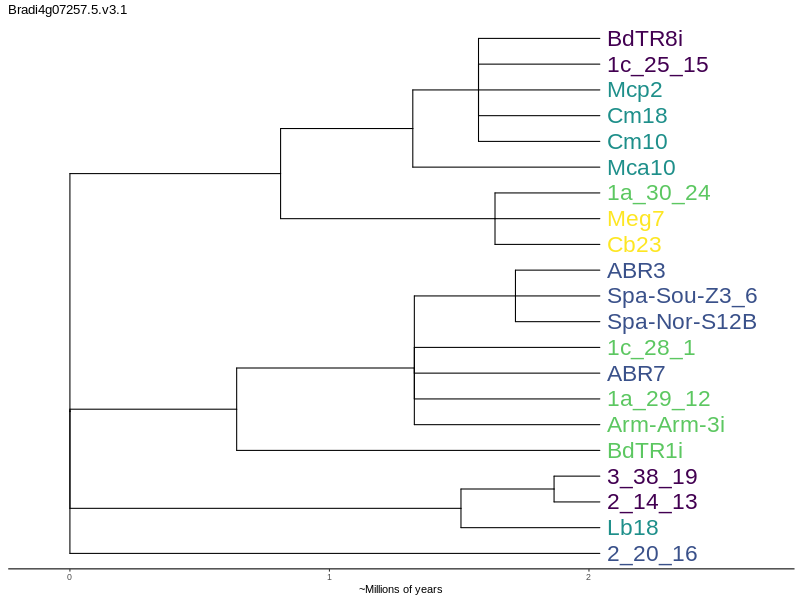 Bradi4g07257.5.v3.1
BdTR8i
1c_25_15
Mcp2
Cm18
Cm10
Mca10
1a_30_24
Meg7
Cb23
ABR3
Spa-Sou-Z3_6
Spa-Nor-S12B
1c_28_1
ABR7
1a_29_12
Arm-Arm-3i
BdTR1i
3_38_19
2_14_13
Lb18
2_20_16
0 1 2
~Millions of years